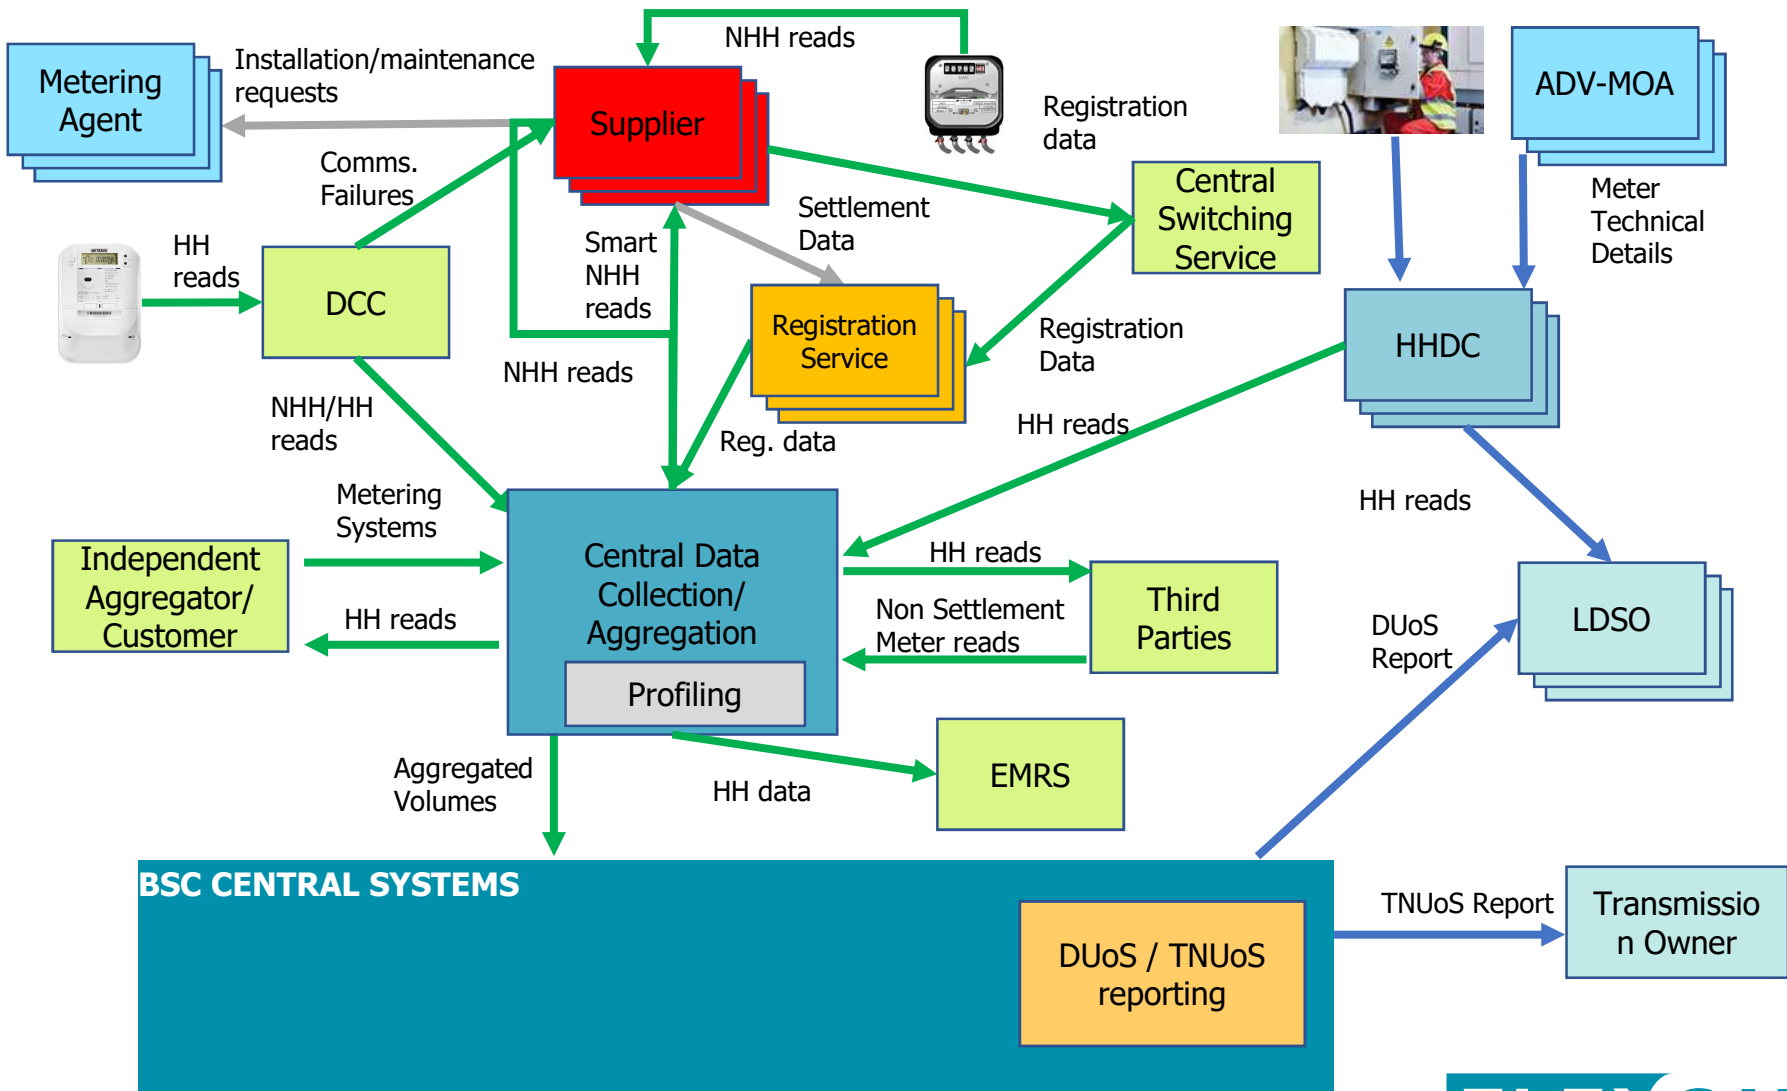 NHH reads
Installation/maintenance
requests
Metering
Agent
Supplier
ADV-MOA
Registration
data
Comms.
Failures
Central
Switching
Service
Meter
Technical
Details
Settlement
Data
HH
reads
Smart
NHH
reads
DCC
Registration
Service
Registration
Data
HHDC
NHH reads
NHH/HH
reads
Reg. data
HH reads
Metering
Systems
HH reads
Independent
Aggregator/
Customer
Central Data
Collection/
Aggregation
HH reads
HH reads
Non Settlement
Meter reads
Third
Parties
DUoS
Report
LDSO
Profiling
Aggregated
Volumes
HH data
EMRS
BSC CENTRAL SYSTEMS
DUoS / TNUoS
reporting
TNUoS Report
Transmissio
n Owner